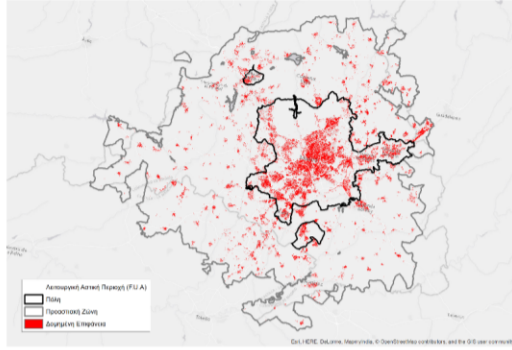 Λειτουργική Αστική Περιοχή (FUA)
Πόλη
Προαστιακή Ζώνη
Δομημένη Επιφάνεια
Esri, HERE, DeLorme, MapmyIndia, © OpenStreetMap contributors, and the GIS user community